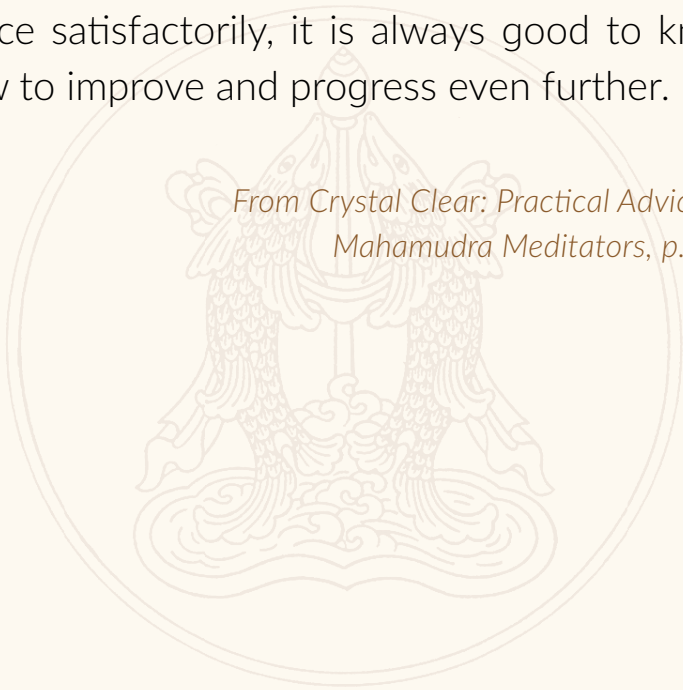 ce satisfactorily, it is always good to k
to improve and progress even further.
From Crystal Clear: Practical Advic
Mahamudra Meditators, p.